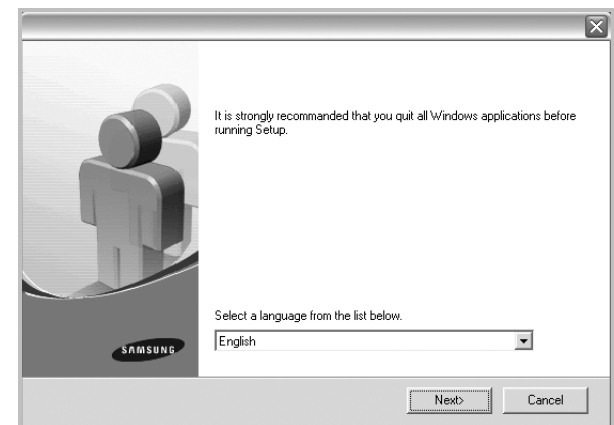 It is strongly recommanded that you quit all Windows applications before
running Setup.
Select a language from the list below.
English
SAMSUNG
Next>
Cancel